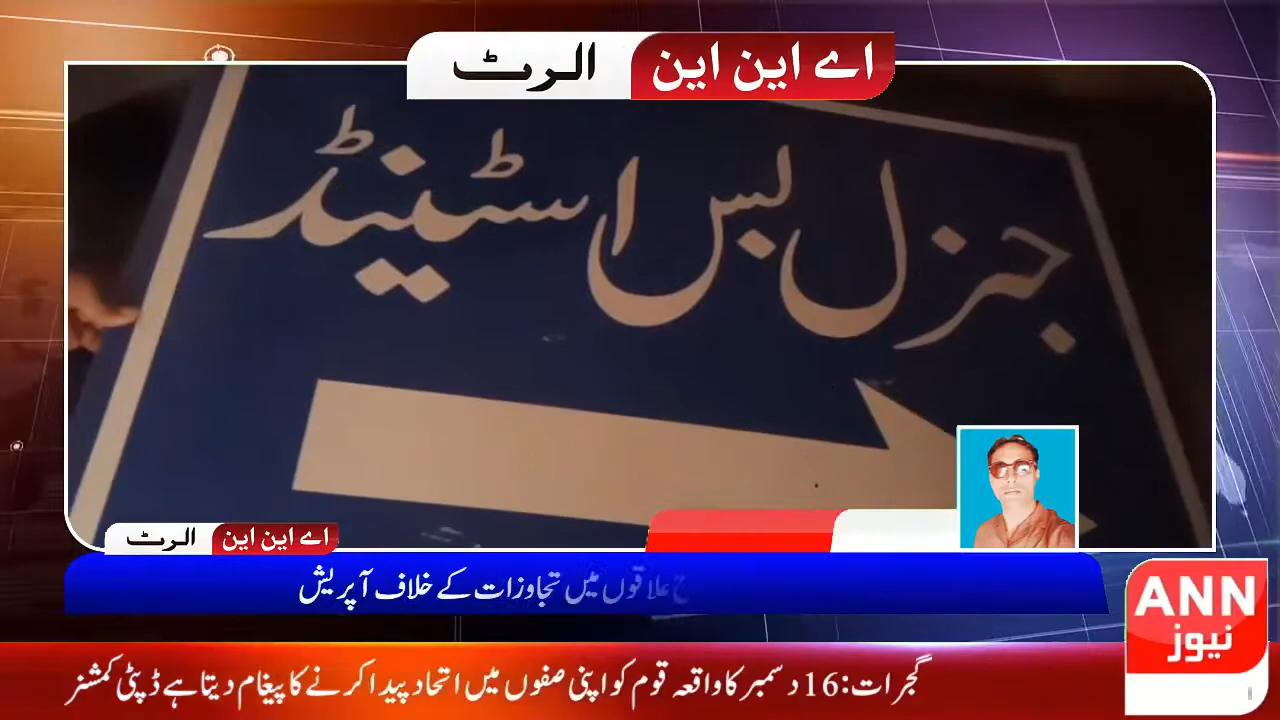 اے این این الرٹ
جنرل بس اسٹینڈ
اے این این الرٹ
علاقوں میں تجاوزات کے خلاف آپریش
ANN
نیوز
گجرات: 16 دسمبر کا واقعہ قوم کو اپنی صفوں میں اتحاد پیدا کرنے کا پیغام دیتا ہے ڈپٹی کمشنر